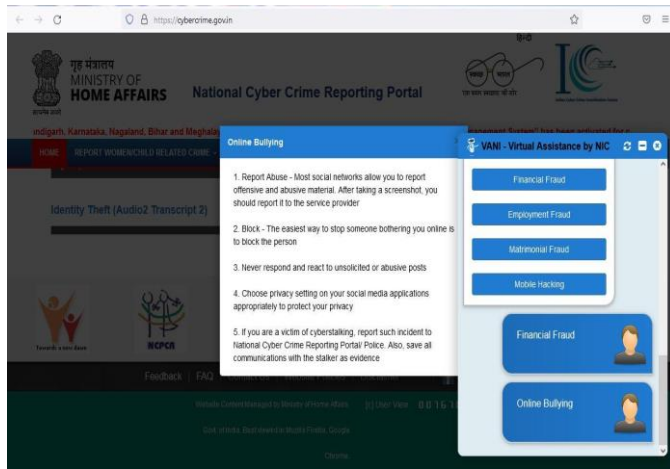 https://cybercrime.gov.in
गृह मंत्रालय
MINISTRY OF
HOME AFFAIRS
National Cyber Crime Reporting Portal
एक कदम स्वच्छता की ओर
Karnataka, Nagaland, Bihar and Meghalay
HOME
REPORT WOMEN/CHILD RELATED CRIME
Identity Theft (Audio2 Transcript 2)
Online Bullying
1. Report Abuse - Most social networks allow you to report
offensive and abusive material. After taking a screenshot, you
should report it to the service provider
2. Block - The easiest way to stop someone bothering you online is
to block the person
3. Never respond and react to unsolicited or abusive posts
4. Choose privacy setting on your social media applications
appropriately to protect your privacy
5. If you are a victim of cyberstalking, report such incident to
National Cyber Crime Reporting Portal/ Police. Also, save all
communications with the stalker as evidence
VANI - Virtual Assistance by NIC
Financial Fraud
Employment Fraud
Matrimonial Fraud
Mobile Hacking
Financial Fraud
Online Bullying
NCPCR
Feedback
FAQ
Website Content Managed by Ministry of Home Affairs